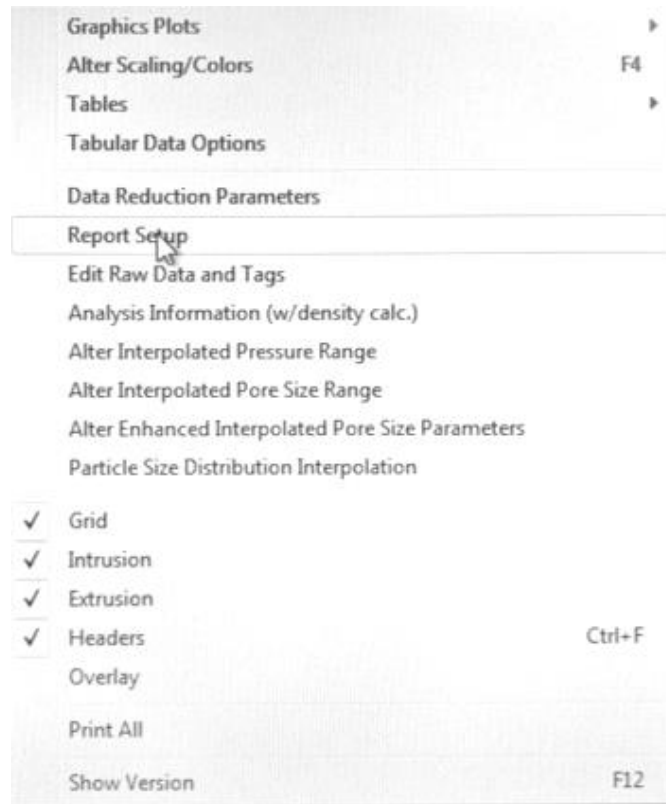 Graphics Plots
Alter Scaling/Colors F4
Tables
Tabular Data Options
Data Reduction Parameters
Report Setup
Edit Raw Data and Tags
Analysis Information (w/density calc.)
Alter Interpolated Pressure Range
Alter Interpolated Pore Size Range
Alter Enhanced Interpolated Pore Size Parameters
Particle Size Distribution Interpolation
Grid
Intrusion
Extrusion
Headers Ctrl+F
Overlay
Print All
Show Version F12